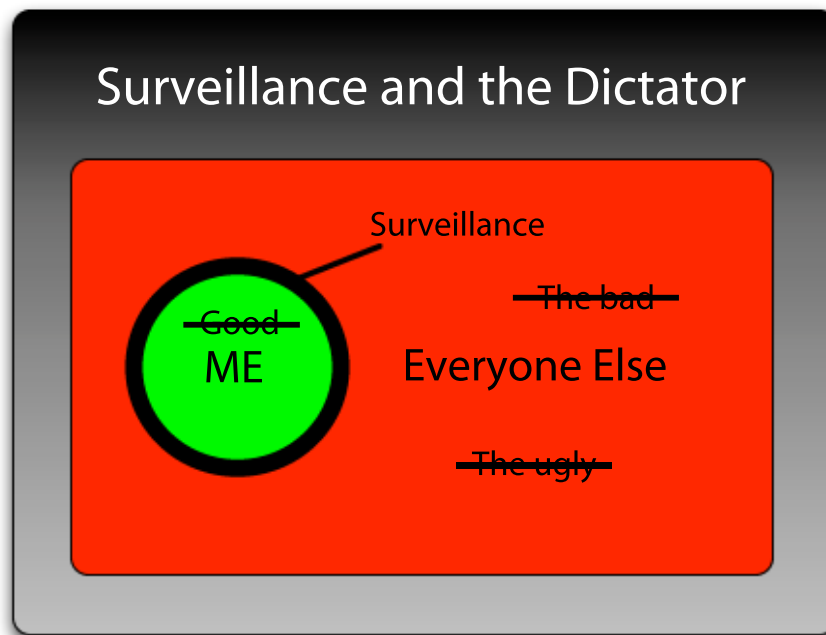 Surveillance and the Dictator
Surveillance
The bad
Good
ME
Everyone Else
The ugly